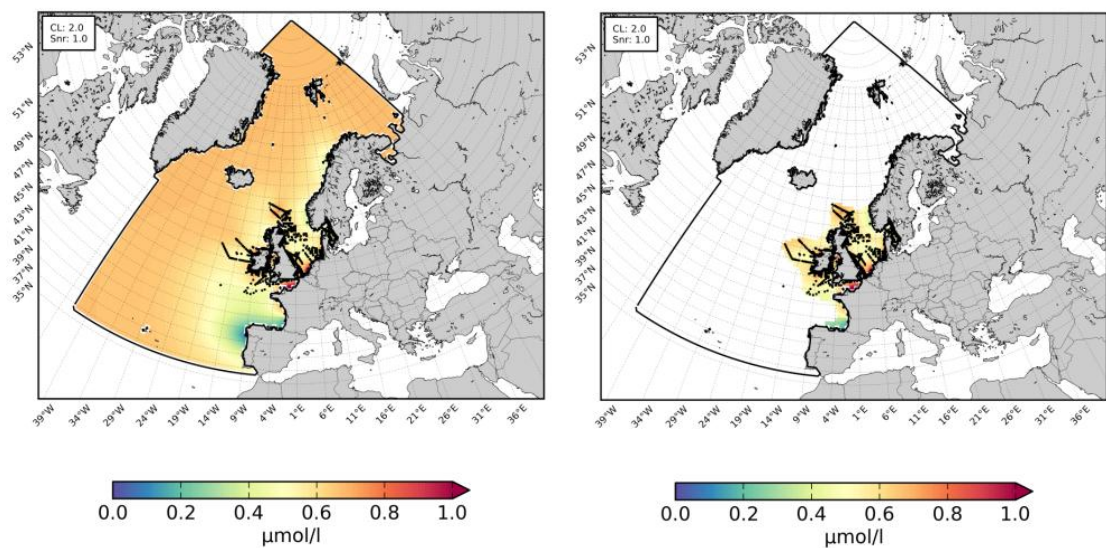 CL: 2.0
Snr: 1.0
53°N
51°N
49°N
47°N
45°N
43°N
41°N
39°N
37°N
35°N
39°W
34°W
29°W
24°W
19°W
14°W
9°W
4°W
1°E
6°E
11°E
16°E
21°E
26°E
31°E
36°E
0.0 0.2 0.4 0.6 0.8 1.0
µmol/l
CL: 2.0
Snr: 1.0
53°N
51°N
49°N
47°N
45°N
43°N
41°N
39°N
37°N
35°N
39°W
34°W
29°W
24°W
19°W
14°W
9°W
4°W
1°E
6°E
11°E
16°E
21°E
26°E
31°E
36°E
0.0 0.2 0.4 0.6 0.8 1.0
µmol/l